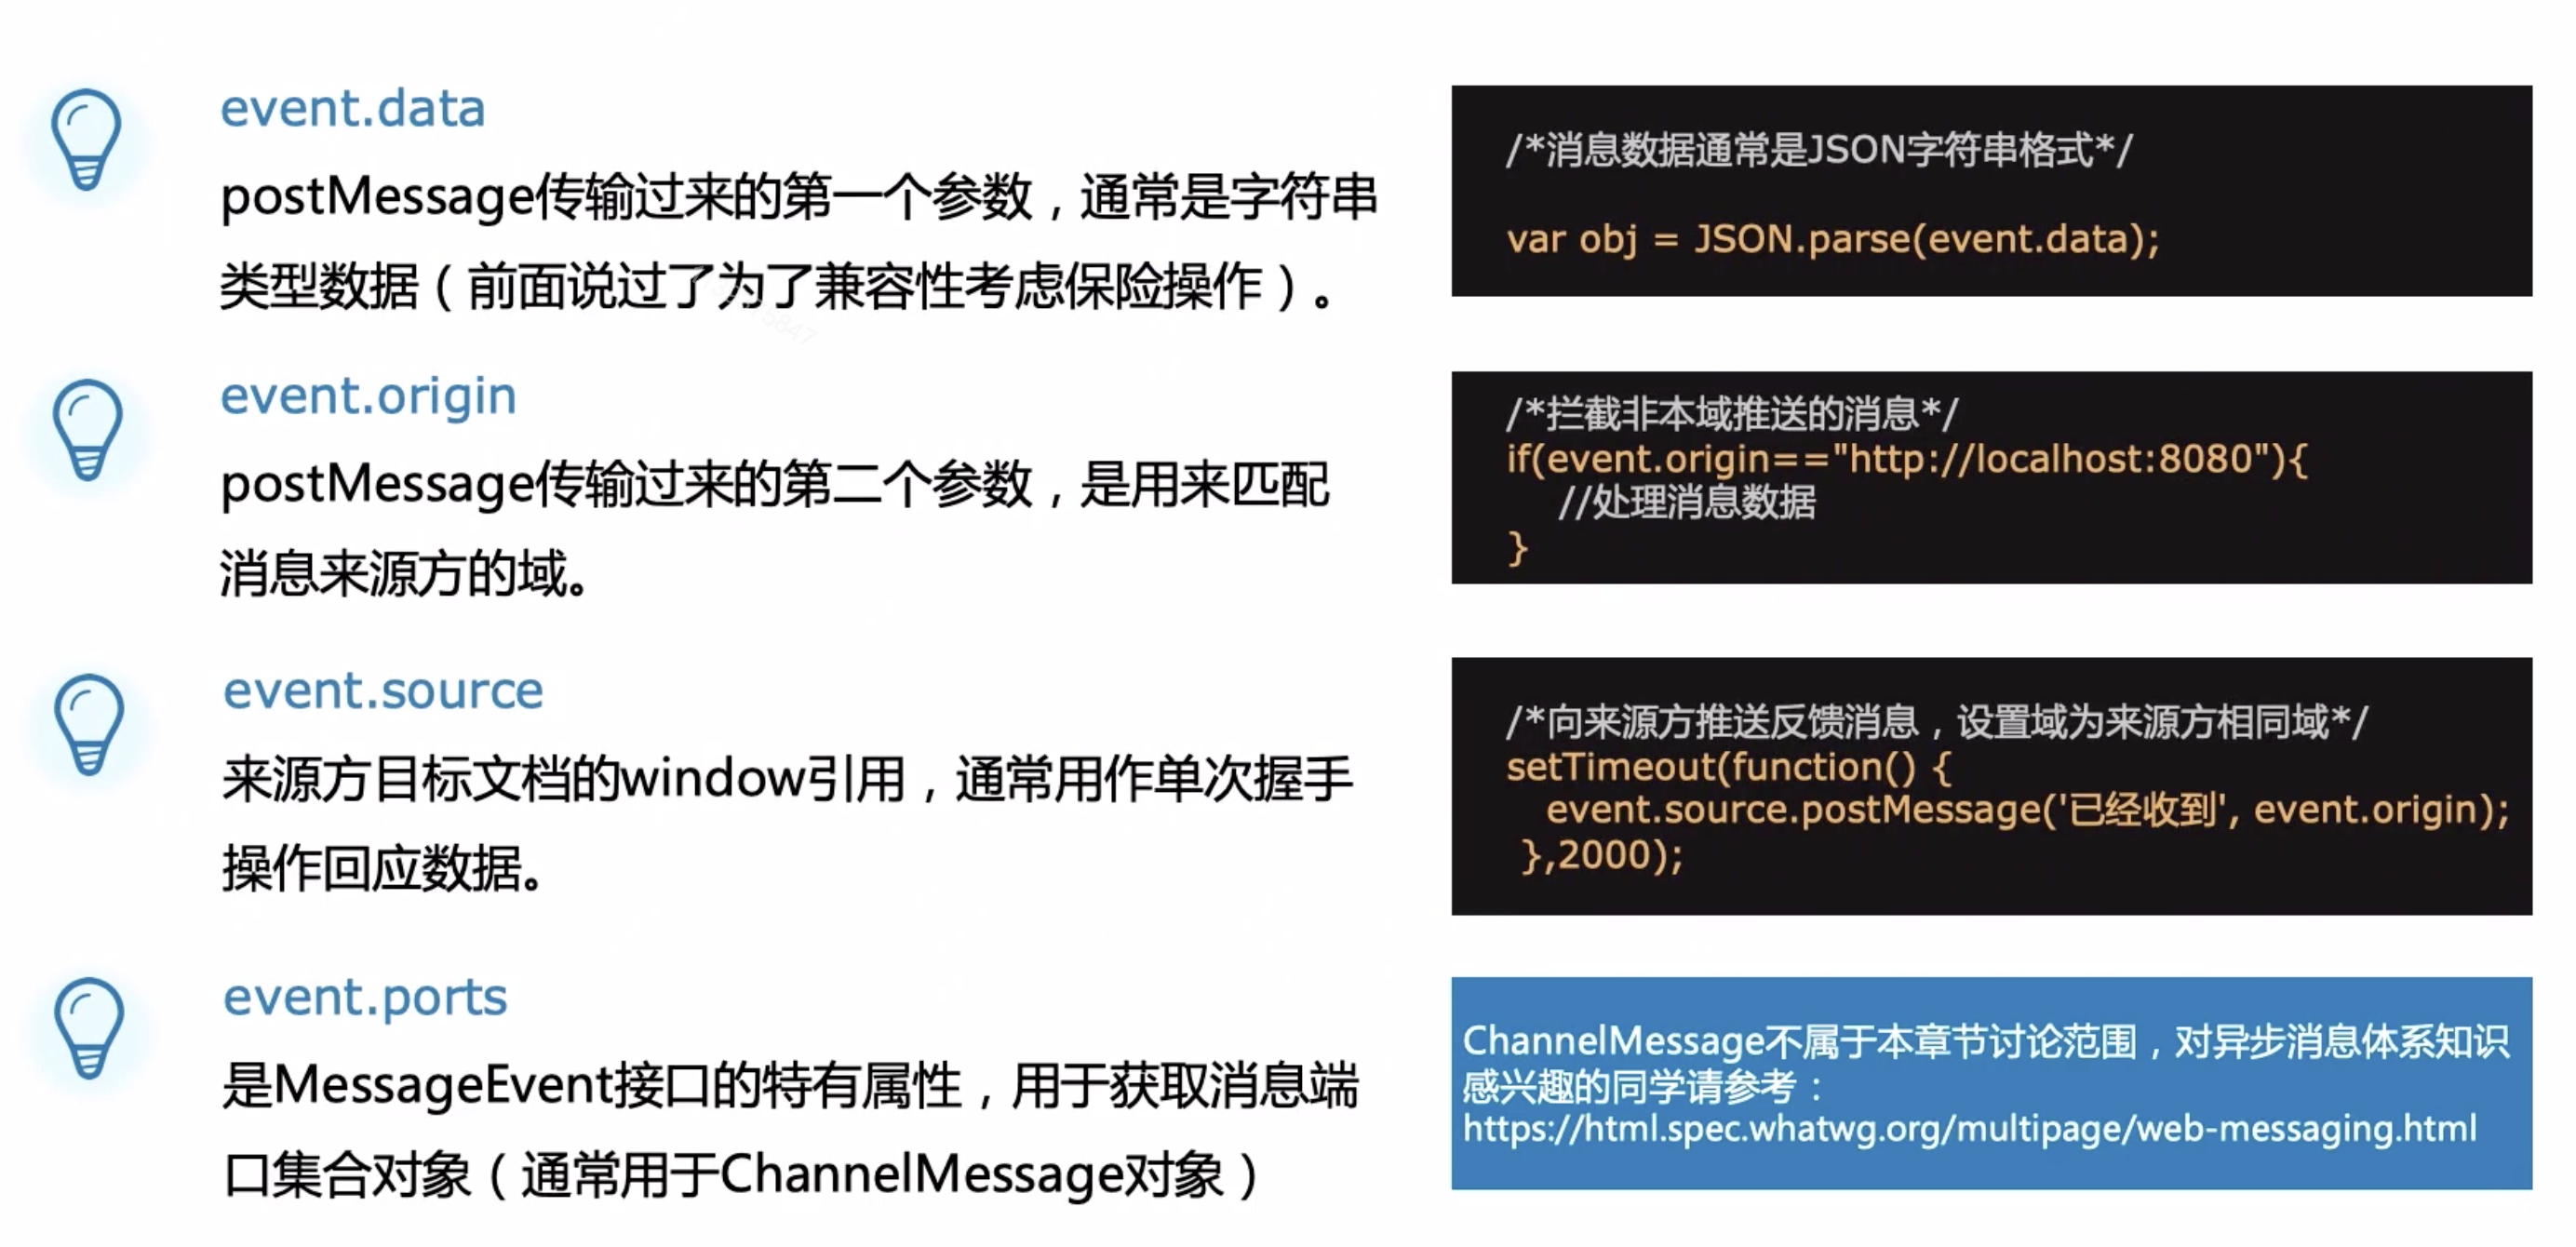 event.data
postMessage传输过来的第一个参数，通常是字符串
类型数据（前面说过了为了兼容性考虑保险操作）。
/*消息数据通常是JSON字符串格式*/
var obj = JSON.parse(event.data);
event.origin
postMessage传输过来的第二个参数，是用来匹配
消息来源方的域。
/*拦截非本域推送的消息*/
if(event.origin=="http://localhost:8080"){
//处理消息数据
}
event.source
来源方目标文档的window引用，通常用作单次握手
操作回应数据。
/*向来源方推送反馈消息，设置域为来源方相同域*/
setTimeout(function() {
event.source.postMessage('已经收到', event.origin);
},2000);
event.ports
是MessageEvent接口的特有属性，用于获取消息端
口集合对象（通常用于ChannelMessage对象）
ChannelMessage不属于本章节讨论范围，对异步消息体系知识
感兴趣的同学请参考：
https://html.spec.whatwg.org/multipage/web-messaging.html